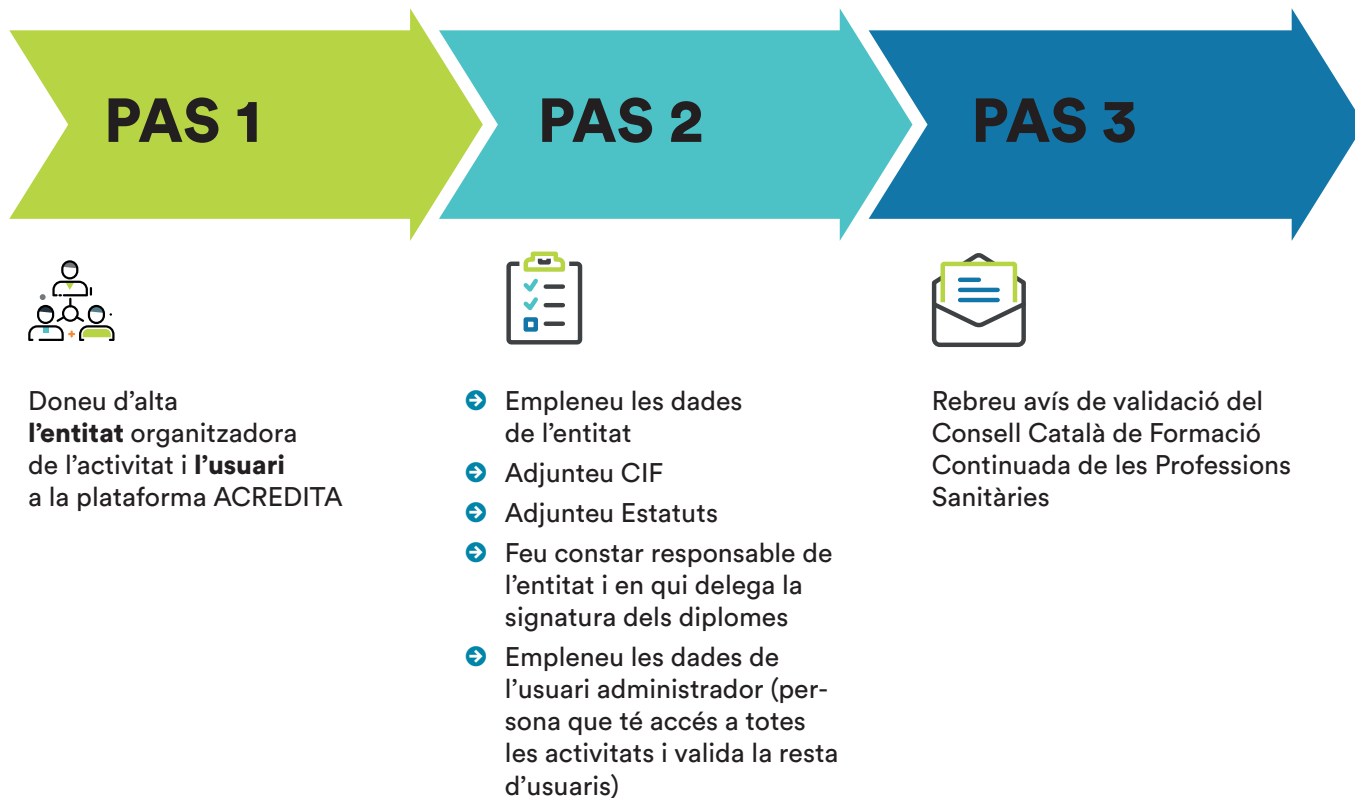 PAS 1
PAS 2
PAS 3
Doneu d’alta
l’entitat organitzadora
de l’activitat i l’usuari
a la plataforma ACREDITA
Empleneu les dades
de l’entitat
Adjunteu CIF
Adjunteu Estatuts
Feu constar responsable de
l’entitat i en qui delega la
signatura dels diplomes
Empleneu les dades de
l’usuari administrador (per-
sona que té accés a totes
les activitats i valida la resta
d’usuaris)
Rebreu avís de validació del
Consell Català de Formació
Continuada de les Professions
Sanitàries